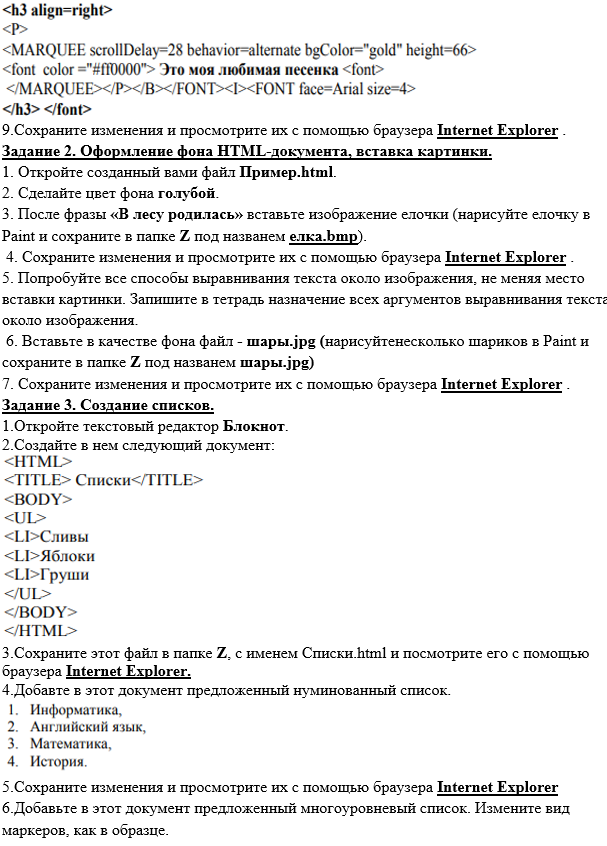 <h3 align=right>
<P>
<MARQUEE scrollDelay=28 behavior=alternate bgColor="gold" height=66>
<font color ="#ff0000"> Это моя любимая песенка <font>
</MARQUEE></P></B></FONT><I><FONT face=Arial size=4>
</h3> </font>
9.Сохраните изменения и просмотрите их с помощью браузера Internet Explorer .
Задание 2. Оформление фона HTML-документа, вставка картинки.
1. Откройте созданный вами файл Пример.html.
2. Сделайте цвет фона голубой.
3. После фразы «В лесу родилась» вставьте изображение елочки (нарисуйте елочку в
Paint и сохраните в папке Z под названем елка.bmp).
4. Сохраните изменения и просмотрите их с помощью браузера Internet Explorer .
5. Попробуйте все способы выравнивания текста около изображения, не меняя место
вставки картинки. Запишите в тетрадь назначение всех аргументов выравнивания текста
около изображения.
6. Вставьте в качестве фона файл - шары.jpg (нарисуйтенесколько шариков в Paint и
сохраните в папке Z под названем шары.jpg)
7. Сохраните изменения и просмотрите их с помощью браузера Internet Explorer .
Задание 3. Создание списков.
1.Откройте текстовый редактор Блокнот.
2.Создайте в нем следующий документ:
<HTML>
<TITLE> Списки</TITLE>
<BODY>
<UL>
<LI>Сливы
<LI>Яблоки
<LI>Груши
</UL>
</BODY>
</HTML>
3.Сохраните этот файл в папке Z, с именем Списки.html и посмотрите его с помощью
браузера Internet Explorer.
4.Добавте в этот документ предложенный нуминованный список.
1. Информатика,
2. Английский язык,
3. Математика,
4. История.
5.Сохраните изменения и просмотрите их с помощью браузера Internet Explorer
6.Добавьте в этот документ предложенный многоуровневый список. Измените вид
маркеров, как в образце.